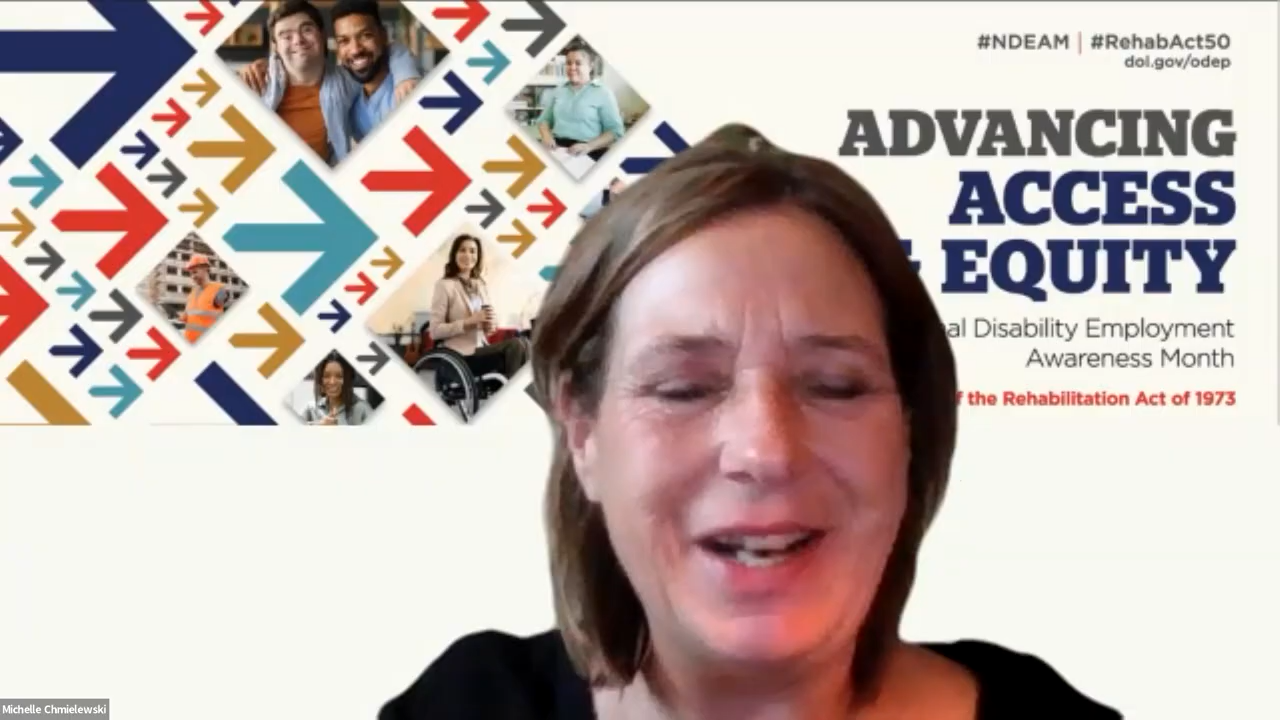 #NDEAM | #RehabAct50
dol.gov/odep
ADVANCING
ACCESS
EQUITY
Disability Employment
Awareness Month
the Rehabilitation Act of 1973
Michelle Chmielewski